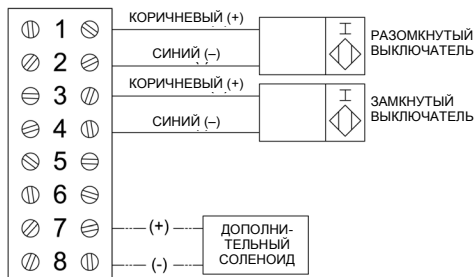 1 КОРИЧНЕВЫЙ (+)
РАЗОМКНУТЫЙ
ВЫКЛЮЧАТЕЛЬ
2 СИНИЙ (–)
3 КОРИЧНЕВЫЙ (+)
ЗАМКНУТЫЙ
ВЫКЛЮЧАТЕЛЬ
4 СИНИЙ (–)
5
6
7 (+)
8 (-)
ДОПОЛНИ-
ТЕЛЬНЫЙ
СОЛЕНОИД